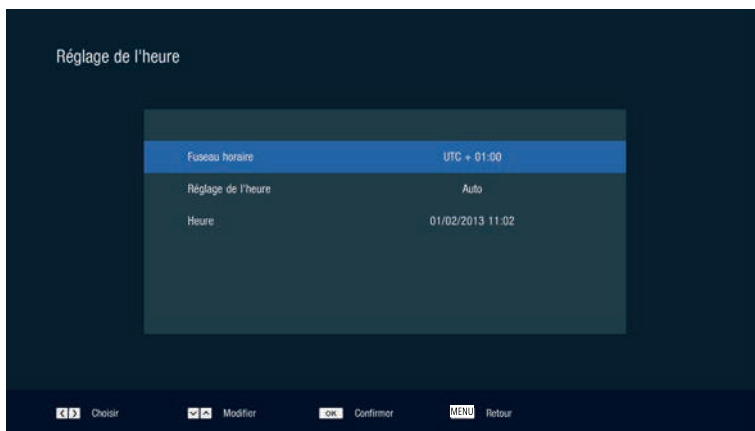 Réglage de l'heure
Fuseau horaire UTC + 01:00
Réglage de l'heure Auto
Heure 01/02/2013 11:02
< > Choisir ∨ ∧ Modifier OK Confirmer MENU Retour